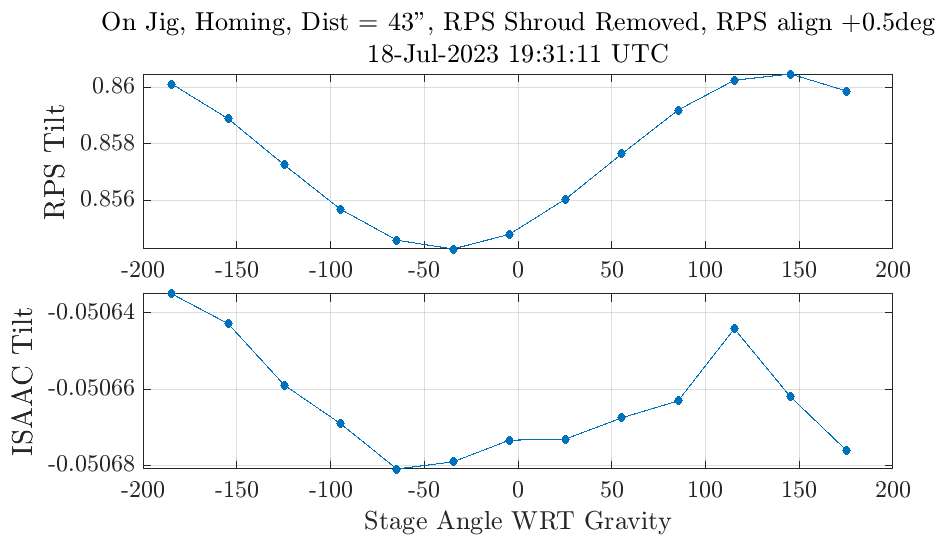 On Jig, Homing, Dist = 43”, RPS Shroud Removed, RPS align +0.5deg
18-Jul-2023 19:31:11 UTC
RPS Tilt
0.86
0.858
0.856
-200 -150 -100 -50 0 50 100 150 200
ISAAC Tilt
-0.05064
-0.05066
-0.05068
-200 -150 -100 -50 0 50 100 150 200
Stage Angle WRT Gravity